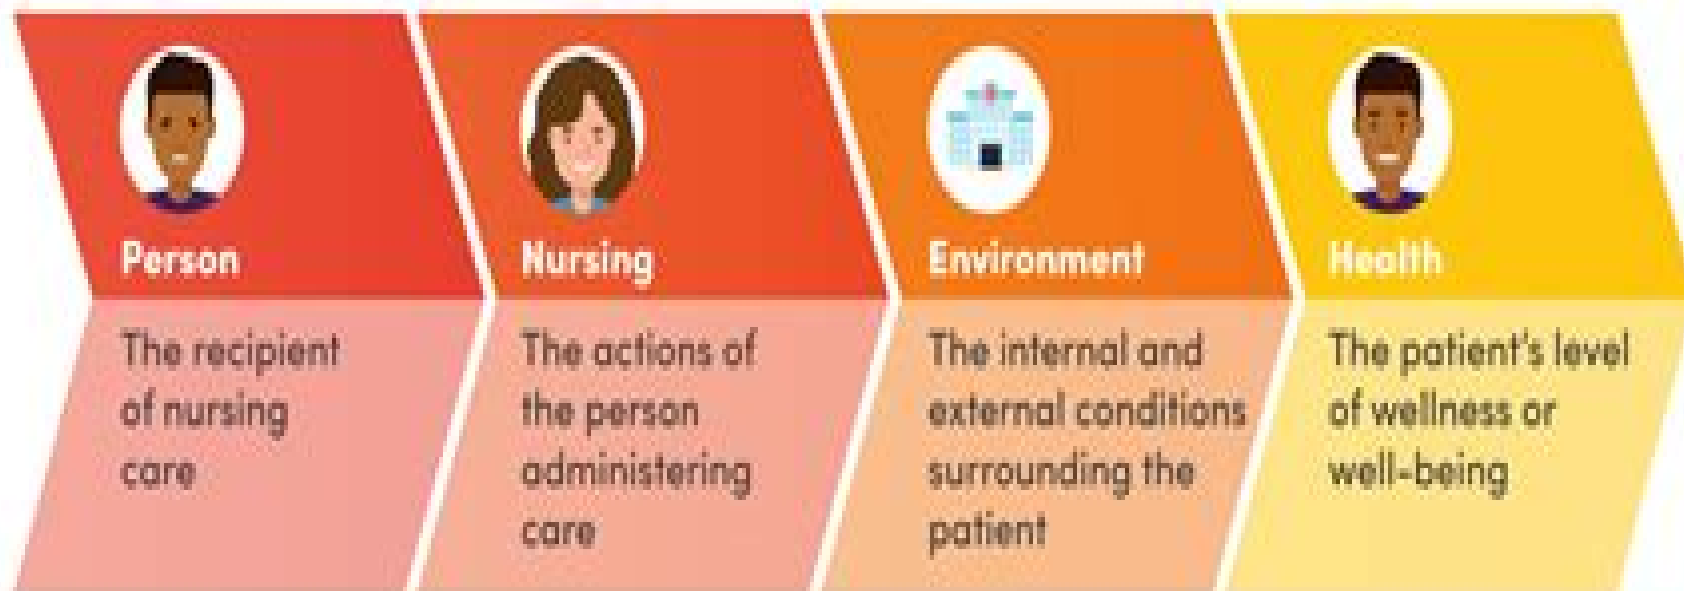 Person
The recipient
of nursing
care
Nursing
The actions of
the person
administering
care
Environment
The internal and
external conditions
surrounding the
patient
Health
The patient's level
of wellness or
well-being